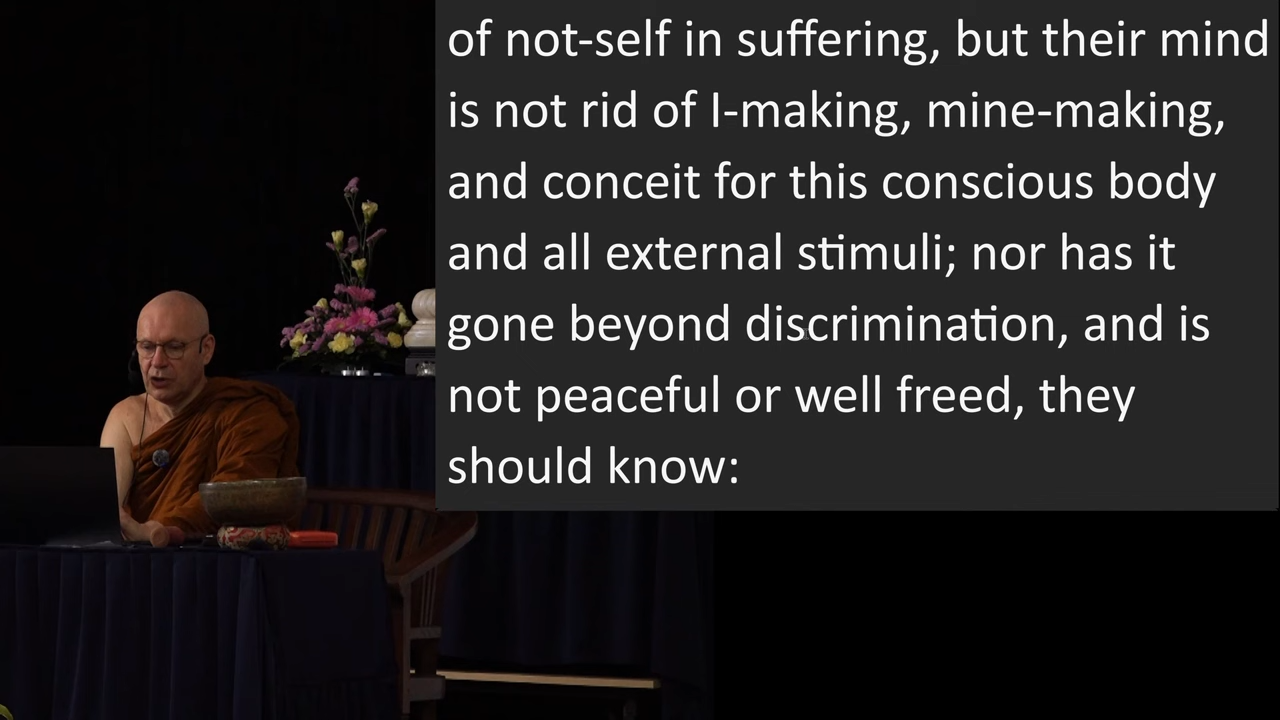 of not-self in suffering, but their mind
is not rid of I-making, mine-making,
and conceit for this conscious body
and all external stimuli; nor has it
gone beyond discrimination, and is
not peaceful or well freed, they
should know: